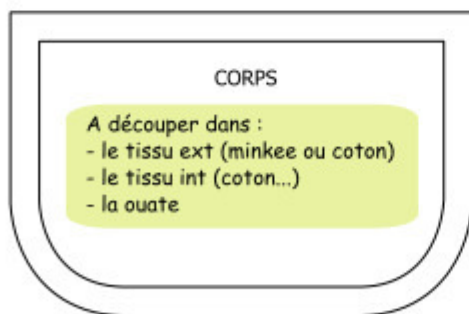 CORPS
A découper dans :
- le tissu ext (minkee ou coton)
- le tissu int (coton...)
- la ouate